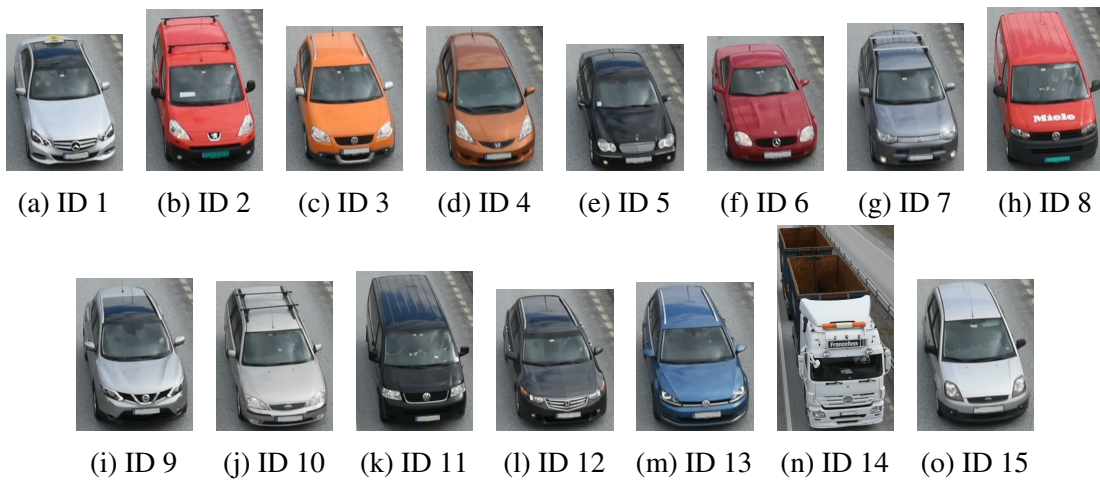 (a) ID 1
(b) ID 2
(c) ID 3
(d) ID 4
(e) ID 5
(f) ID 6
(g) ID 7
Miele
(h) ID 8
(i) ID 9
(j) ID 10
(k) ID 11
(l) ID 12
(m) ID 13
Franzefoss
(n) ID 14
(o) ID 15